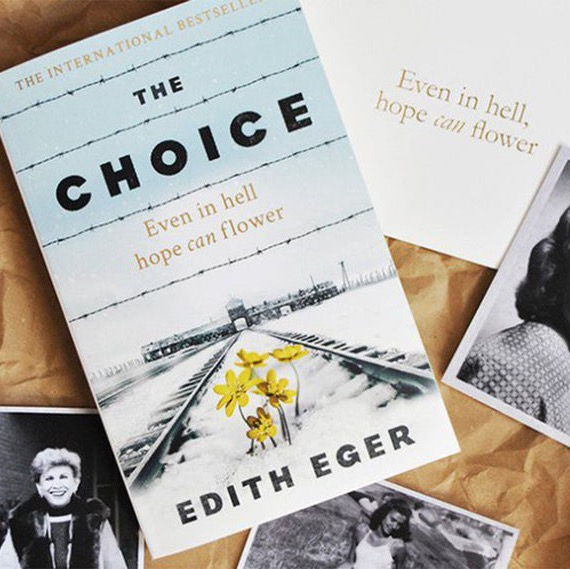 THE INTERNATIONAL BESTSELLER
THE
CHOICE
Even in hell
hope can flower
EDITH EGER
Even in hell,
hope can flower